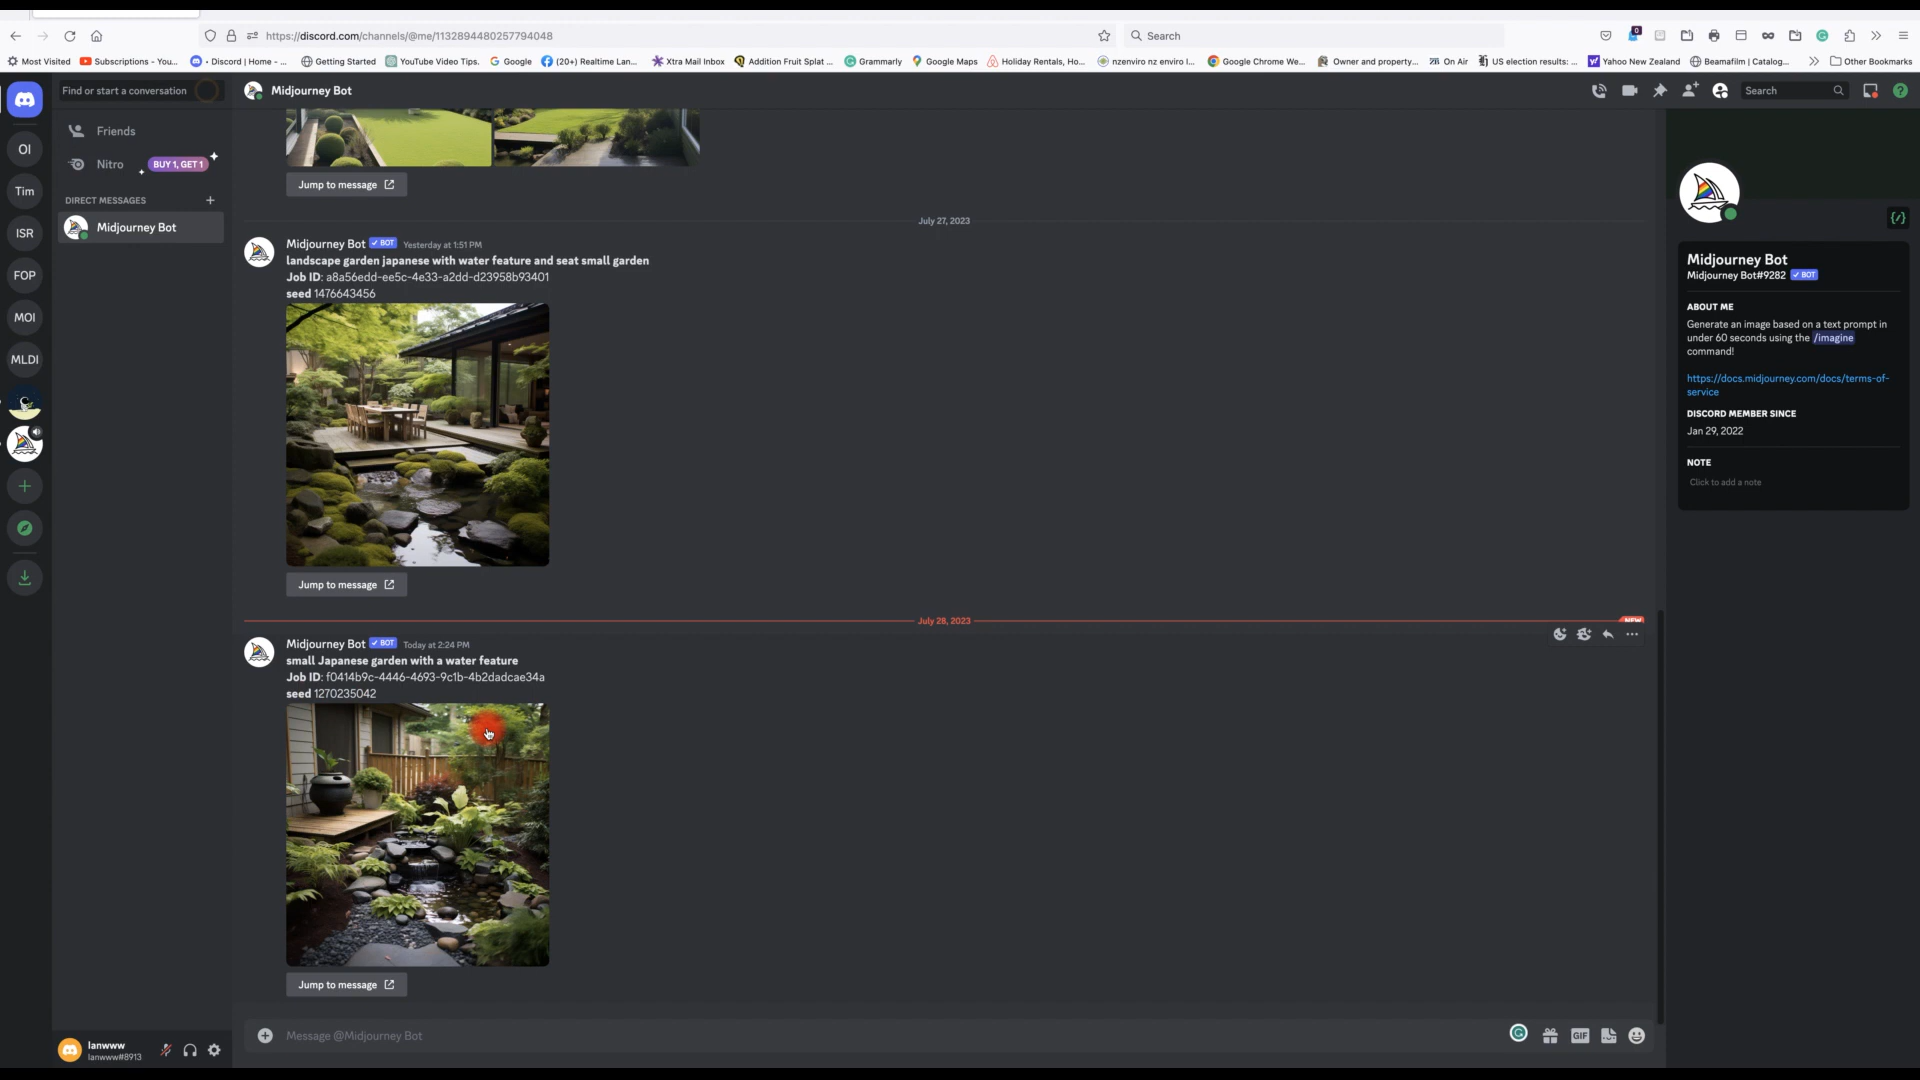 https://discord.com/channels/@me/1132894480257794048
Search
0
Most Visited
Subscriptions - You...
• Discord | Home - ...
Getting Started
YouTube Video Tips.
Google
(20+) Realtime Lan...
Xtra Mail Inbox
Addition Fruit Splat ...
Grammarly
Google Maps
Holiday Rentals, Ho...
nzenviro nz enviro l...
Google Chrome We...
Owner and property...
On Air
US election results: ...
Yahoo New Zealand
Beamafilm | Catalog...
Other Bookmarks
Find or start a conversation
Midjourney Bot
Search
OI
Tim
ISR
FOP
MOI
MLDI
Friends
Nitro
BUY 1, GET 1
DIRECT MESSAGES
Midjourney Bot
Jump to message
July 27, 2023
Midjourney Bot ✓ BOT Yesterday at 1:51 PM
landscape garden japanese with water feature and seat small garden
Job ID: a8a56edd-ee5c-4e33-a2dd-d23958b93401
seed 1476643456
Jump to message
July 28, 2023
NEW
Midjourney Bot ✓ BOT Today at 2:24 PM
small Japanese garden with a water feature
Job ID: f0414b9c-4446-4693-9c1b-4b2dadcae34a
seed 1270235042
Jump to message
Message @Midjourney Bot
GIF
lanwww
lanwww#8913
Midjourney Bot
Midjourney Bot#9282 ✓ BOT
ABOUT ME
Generate an image based on a text prompt in
under 60 seconds using the /imagine
command!
https://docs.midjourney.com/docs/terms-of-
service
DISCORD MEMBER SINCE
Jan 29, 2022
NOTE
Click to add a note